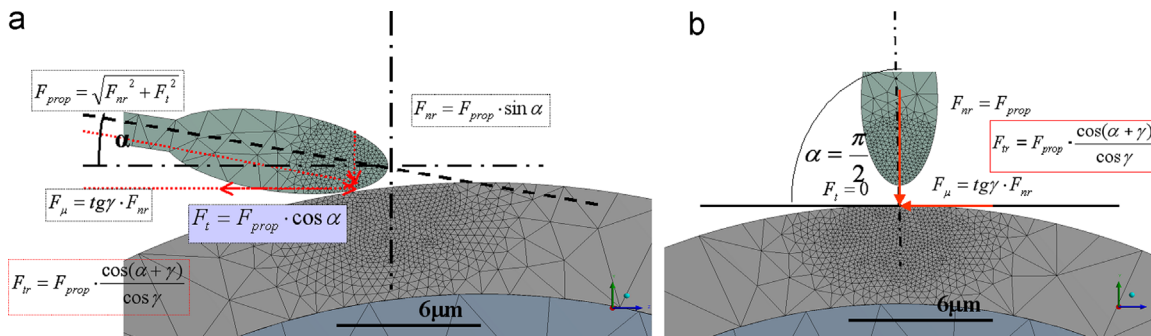 a
F_prop = √(F_nr² + F_t²)
F_nr = F_prop · sin α
α
F_μ = tgγ · F_nr
F_t = F_prop · cos α
F_tr = F_prop · cos(α + γ) / cos γ
6μm
b
F_nr = F_prop
F_tr = F_prop · cos(α + γ) / cos γ
α = π / 2
F_t = 0
F_μ = tgγ · F_nr
6μm